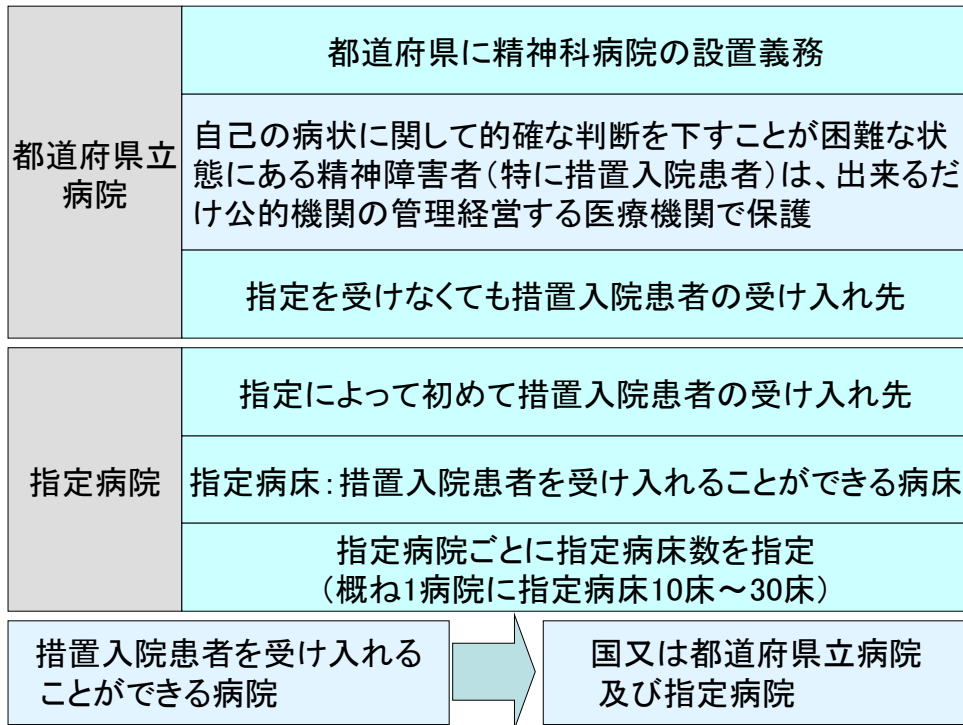 都道府県立
病院
都道府県に精神科病院の設置義務
自己の病状に関して的確な判断を下すことが困難な状
態にある精神障害者（特に措置入院患者）は、出来るだ
け公的機関の管理経営する医療機関で保護
指定を受けなくても措置入院患者の受け入れ先
指定病院
指定によって初めて措置入院患者の受け入れ先
指定病床：措置入院患者を受け入れることができる病床
指定病院ごとに指定病床数を指定
（概ね1病院に指定病床10床～30床）
措置入院患者を受け入れる
ことができる病院
国又は都道府県立病院
及び指定病院